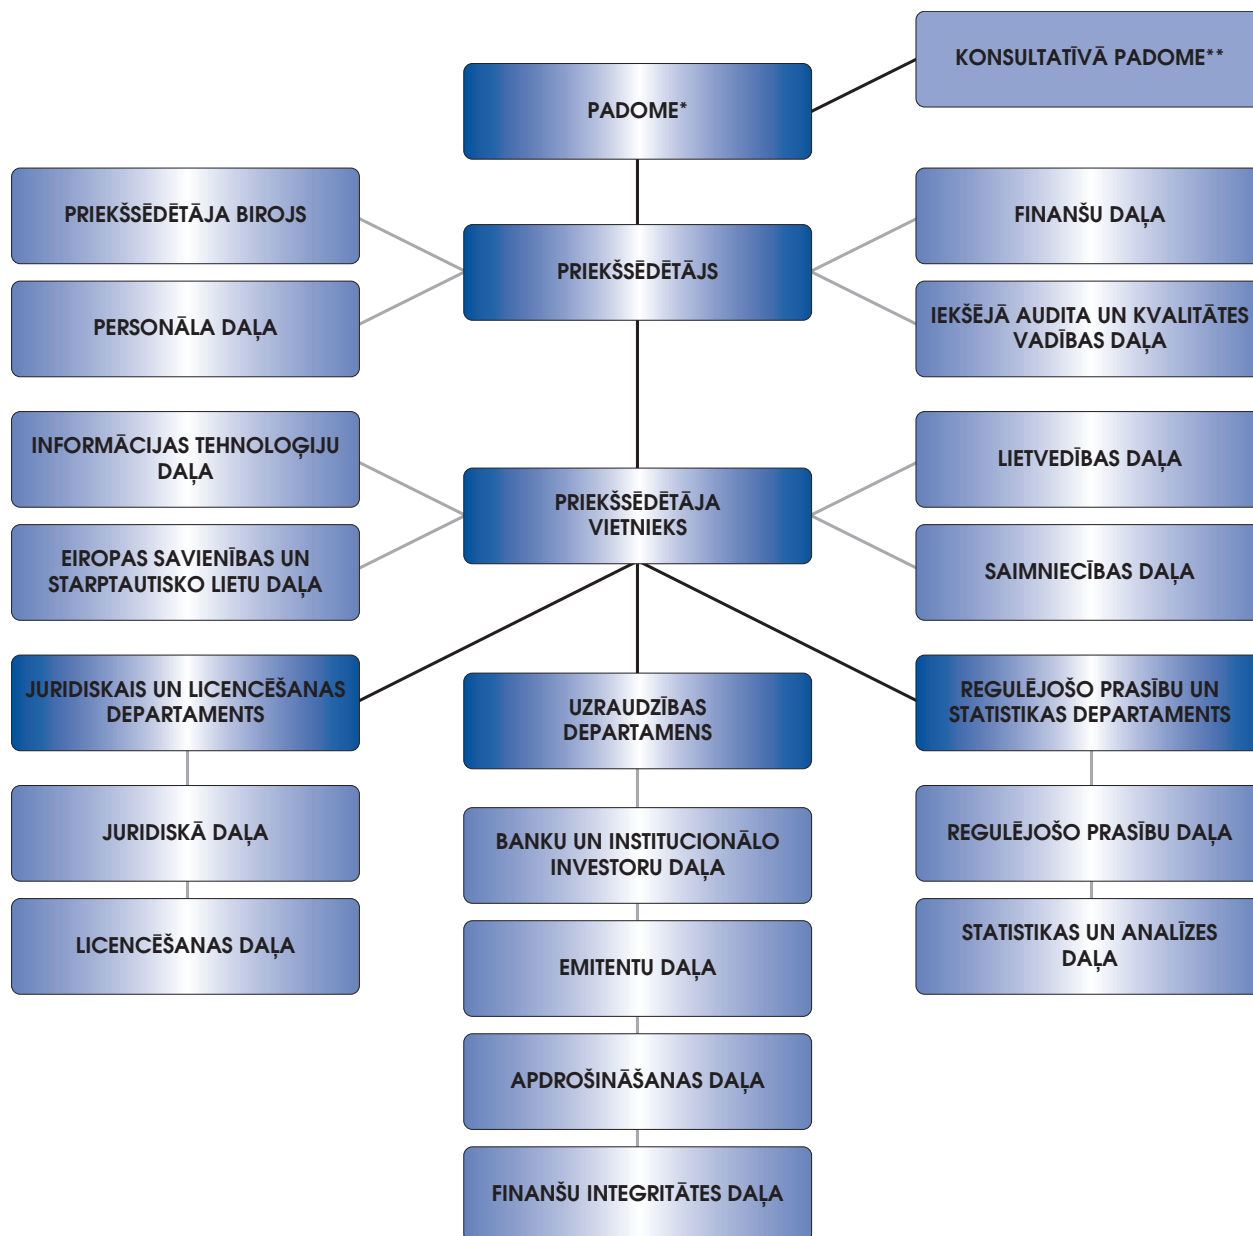 KONSULTATĪVĀ PADOME**
PADOME*
PRIEKŠSĒDĒTĀJA BIROJS
FINANŠU DAĻA
PRIEKŠSĒDĒTĀJS
PERSONĀLA DAĻA
IEKŠĒJĀ AUDITA UN KVALITĀTES
VADĪBAS DAĻA
INFORMĀCIJAS TEHNOLOĢIJU
DAĻA
LIETVEDĪBAS DAĻA
PRIEKŠSĒDĒTĀJA
VIETNIEKS
EIROPAS SAVIENĪBAS UN
STARPTAUTISKO LIETU DAĻA
SAIMNIECĪBAS DAĻA
JURIDISKAIS UN LICENCĒŠANAS
DEPARTAMENTS
UZRAUDZĪBAS
DEPARTAMENS
REGULĒJOŠO PRASĪBU UN
STATISTIKAS DEPARTAMENTS
JURIDISKĀ DAĻA
BANKU UN INSTITUCIONĀLO
INVESTORU DAĻA
REGULĒJOŠO PRASĪBU DAĻA
LICENCĒŠANAS DAĻA
EMITENTU DAĻA
STATISTIKAS UN ANALĪZES
DAĻA
APDROŠINĀŠANAS DAĻA
FINANŠU INTEGRITĀTES DAĻA